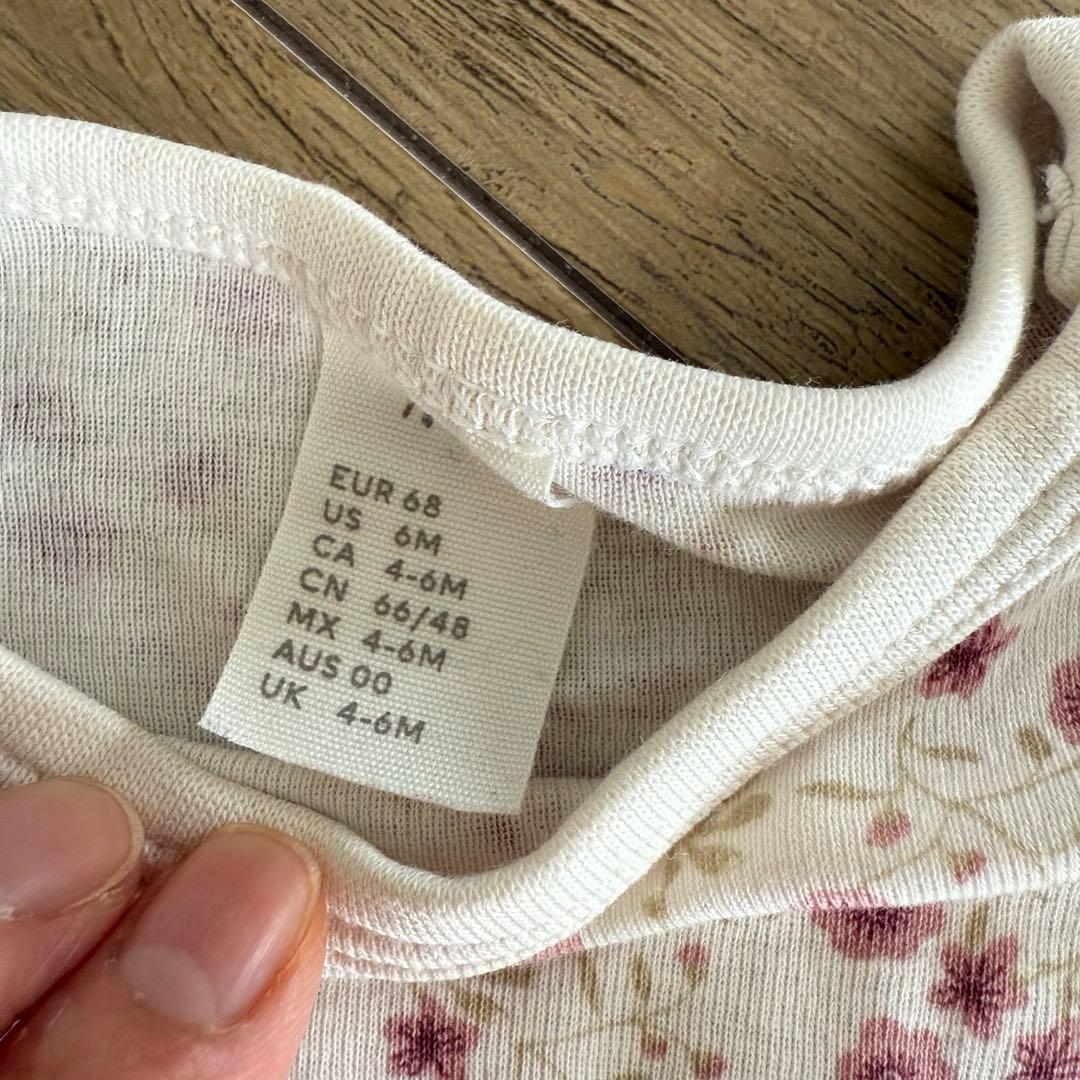 EUR 68
US 6M
CA 4-6M
CN 66/48
MX 4-6M
AUS 00
UK 4-6M